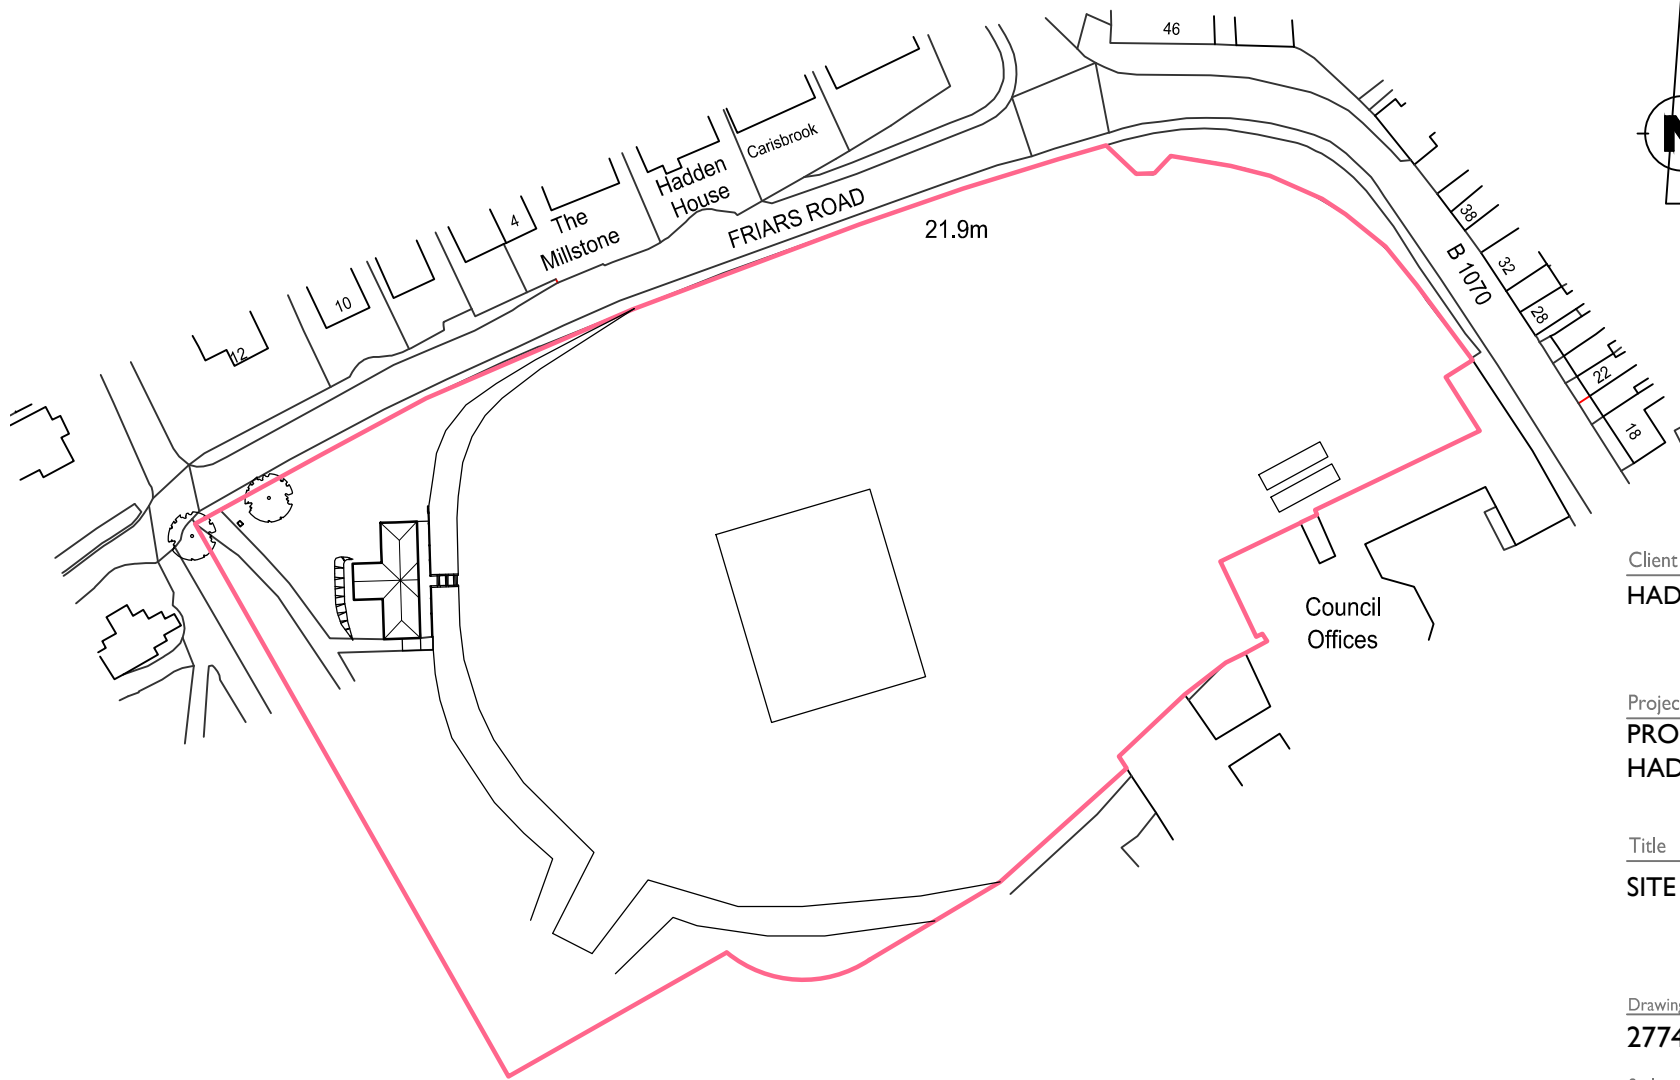 46
Carisbrook
Hadden
House
FRIARS ROAD
4
The
Millstone
21.9m
10
12
38
B 1070
32
28
22
18
Council
Offices
Client
HAD
Projec
PRO
HAD
Title
SITE
Drawing
2774